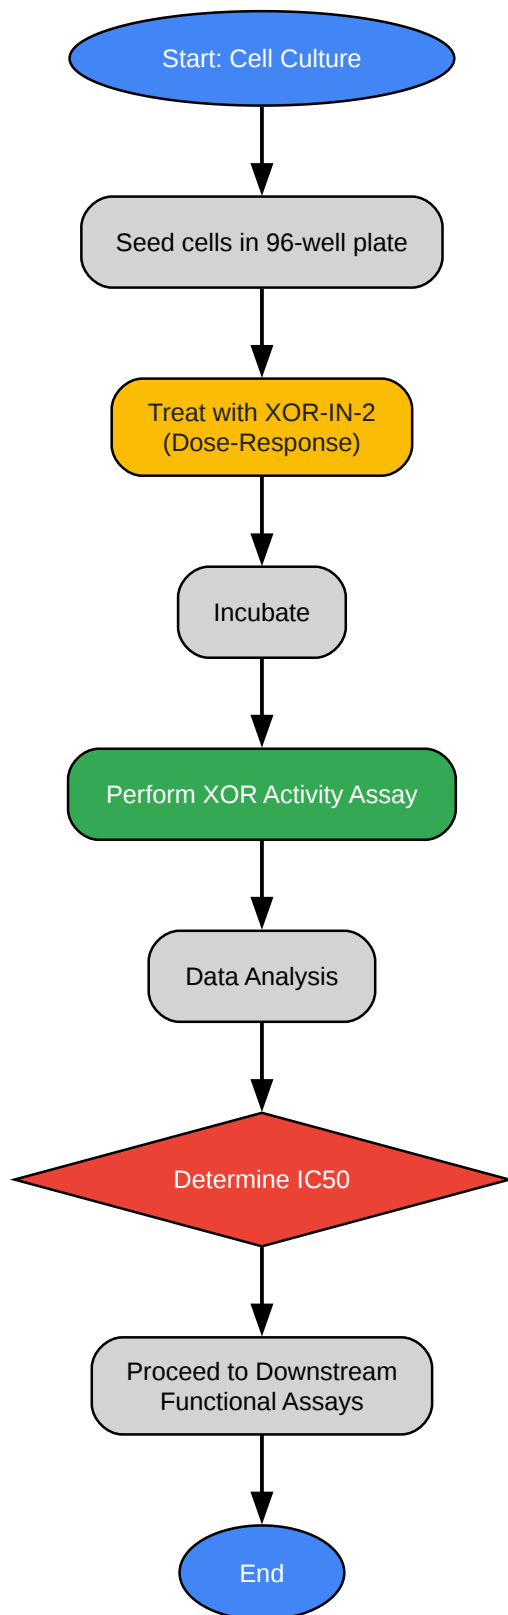 Start: Cell Culture
Seed cells in 96-well plate
Treat with XOR-IN-2
(Dose-Response)
Incubate
Perform XOR Activity Assay
Data Analysis
Determine IC50
Proceed to Downstream
Functional Assays
End